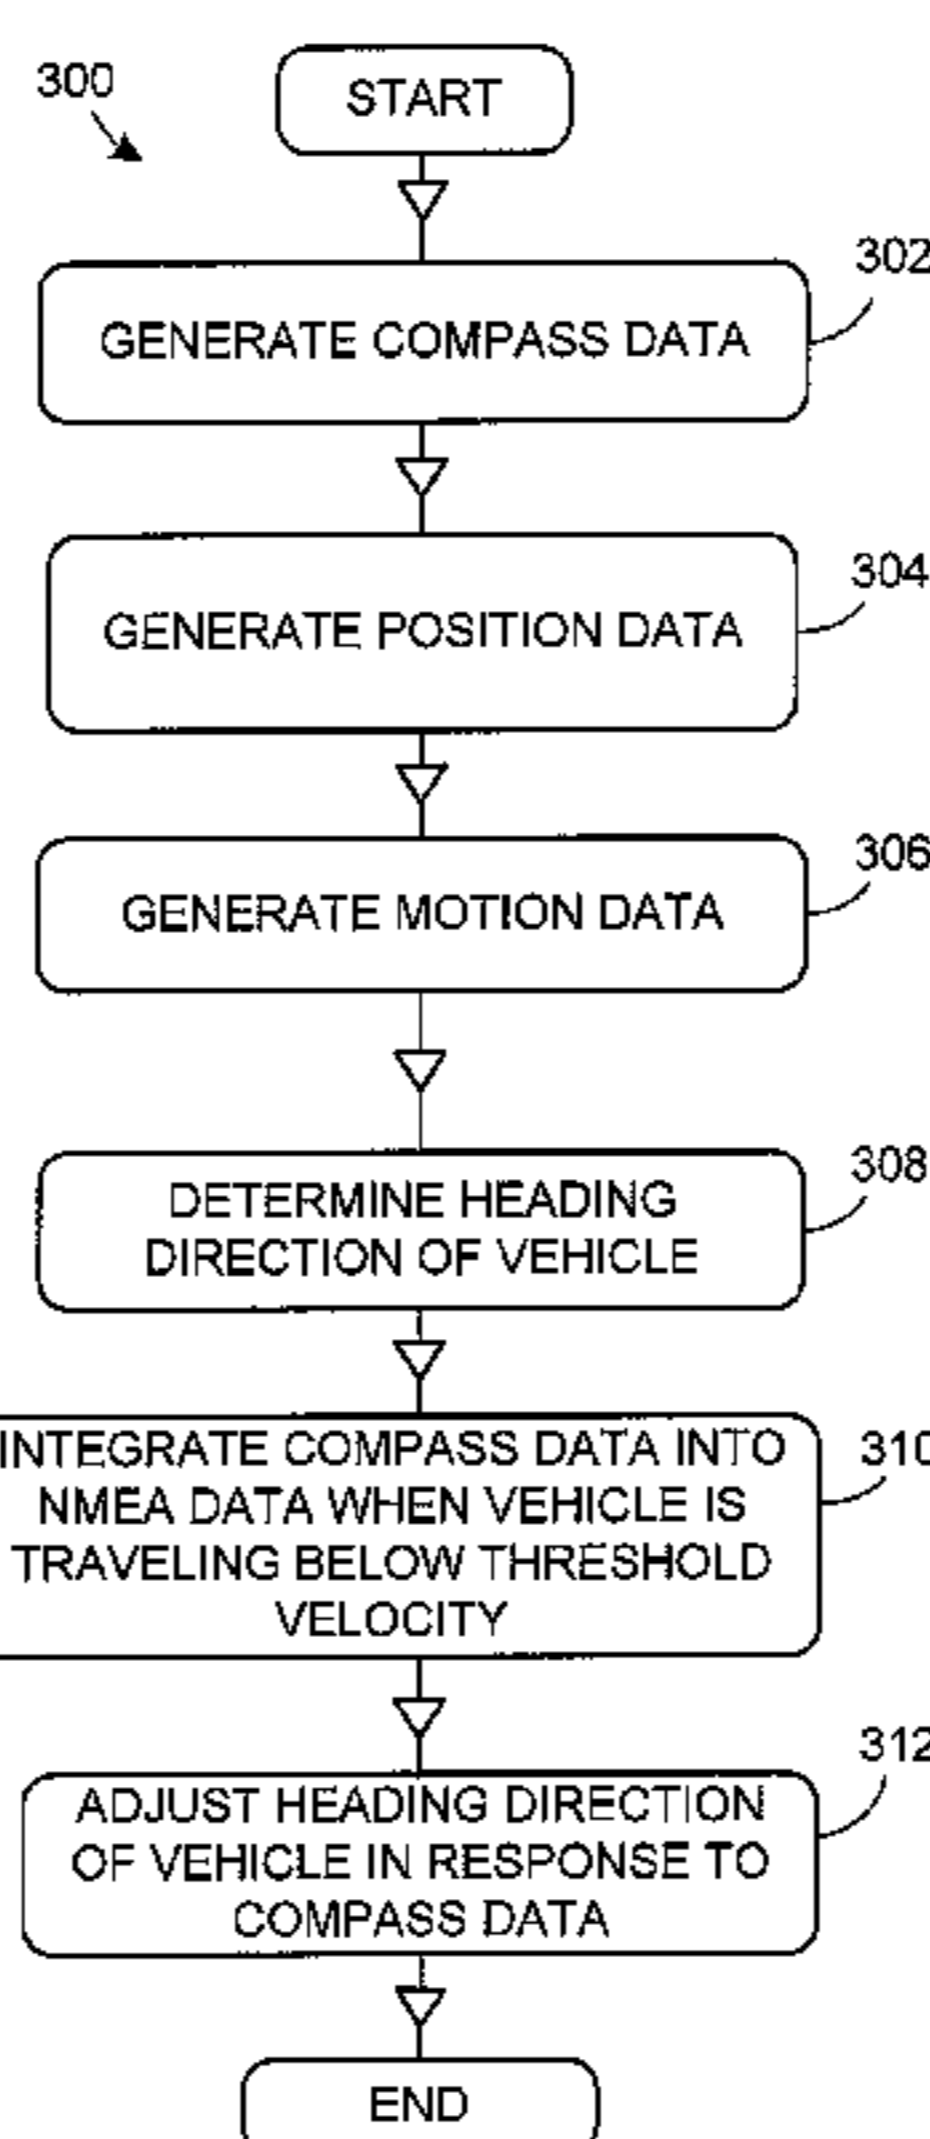 300
START
302
GENERATE COMPASS DATA
304
GENERATE POSITION DATA
306
GENERATE MOTION DATA
308
DETERMINE HEADING
DIRECTION OF VEHICLE
310
INTEGRATE COMPASS DATA INTO
NMEA DATA WHEN VEHICLE IS
TRAVELING BELOW THRESHOLD
VELOCITY
312
ADJUST HEADING DIRECTION
OF VEHICLE IN RESPONSE TO
COMPASS DATA
END